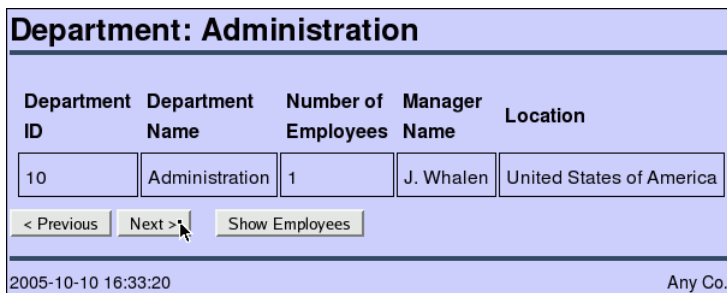 Department: Administration
Department Department Number of Manager Location
ID Name Employees Name
10 Administration 1 J. Whalen United States of America
< Previous Next > Show Employees
2005-10-10 16:33:20 Any Co.